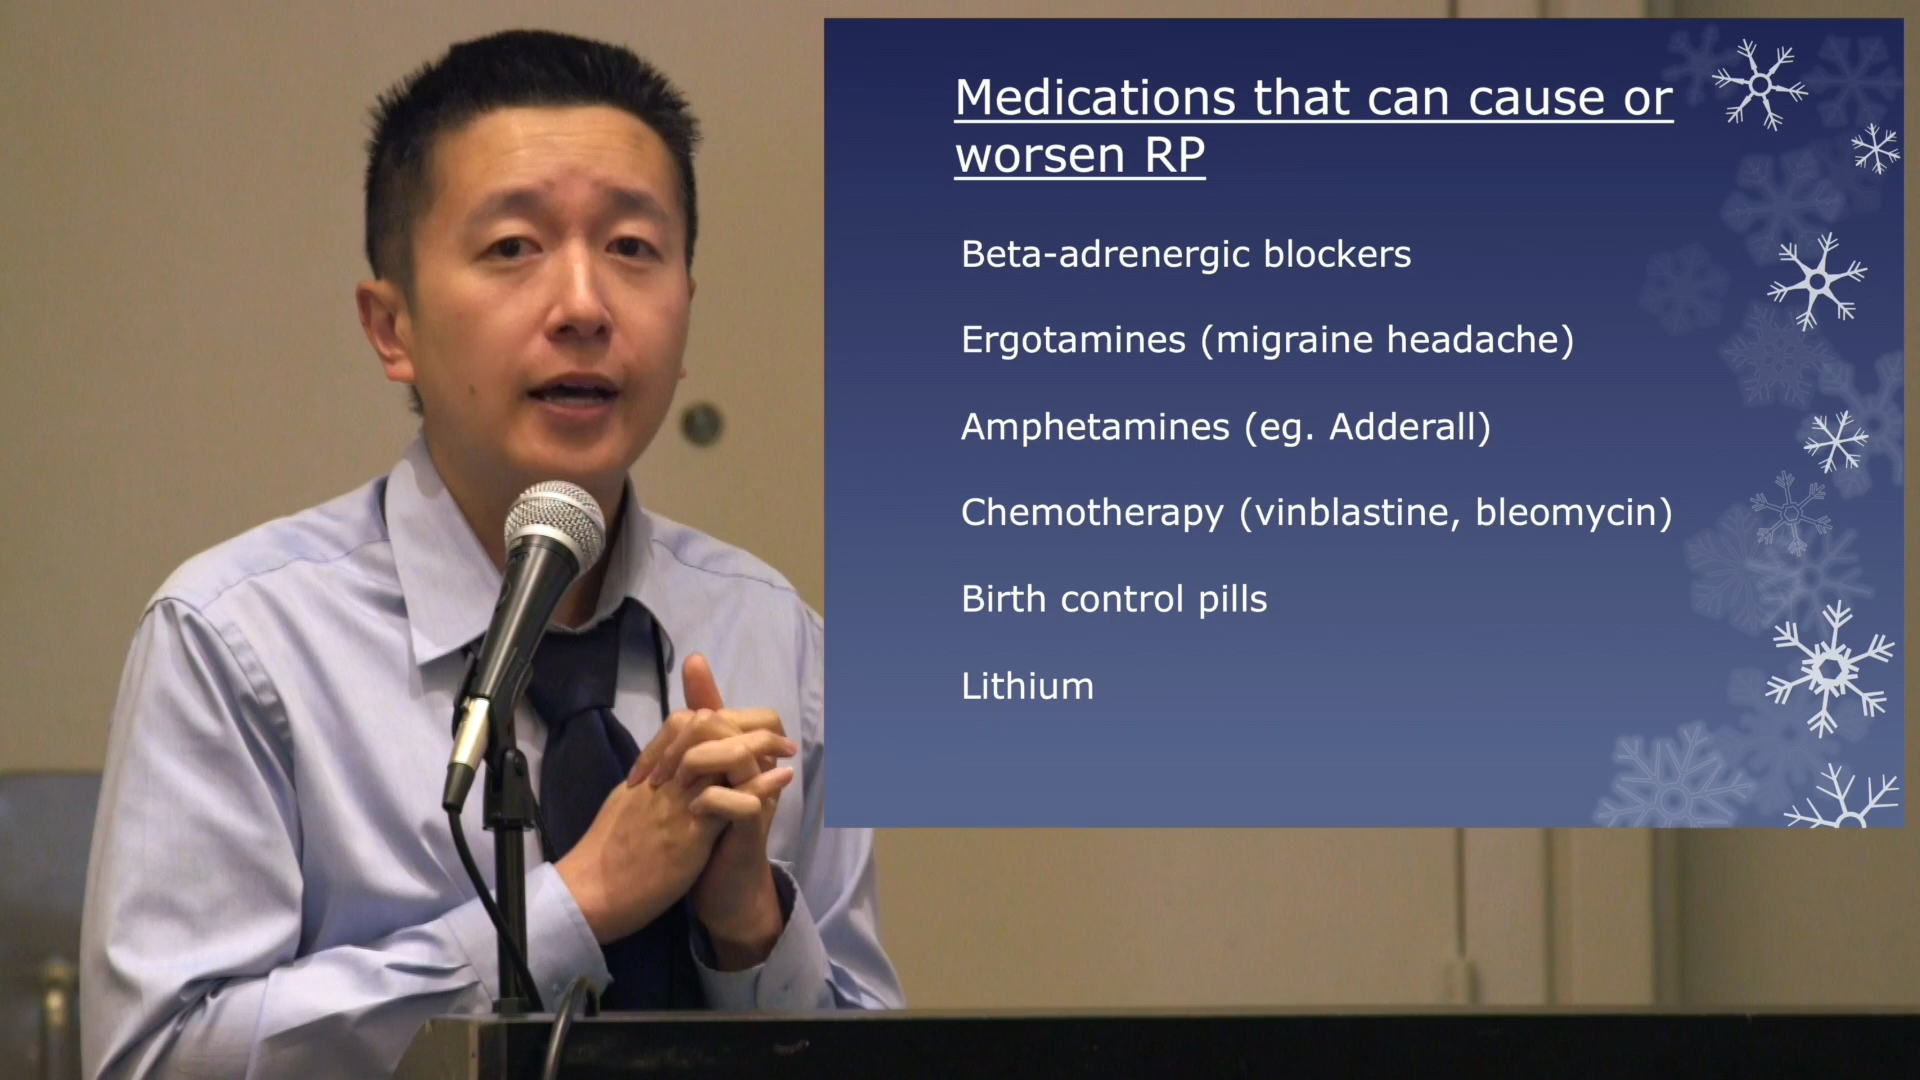 Medications that can cause or
worsen RP
Beta-adrenergic blockers
Ergotamines (migraine headache)
Amphetamines (eg. Adderall)
Chemotherapy (vinblastine, bleomycin)
Birth control pills
Lithium